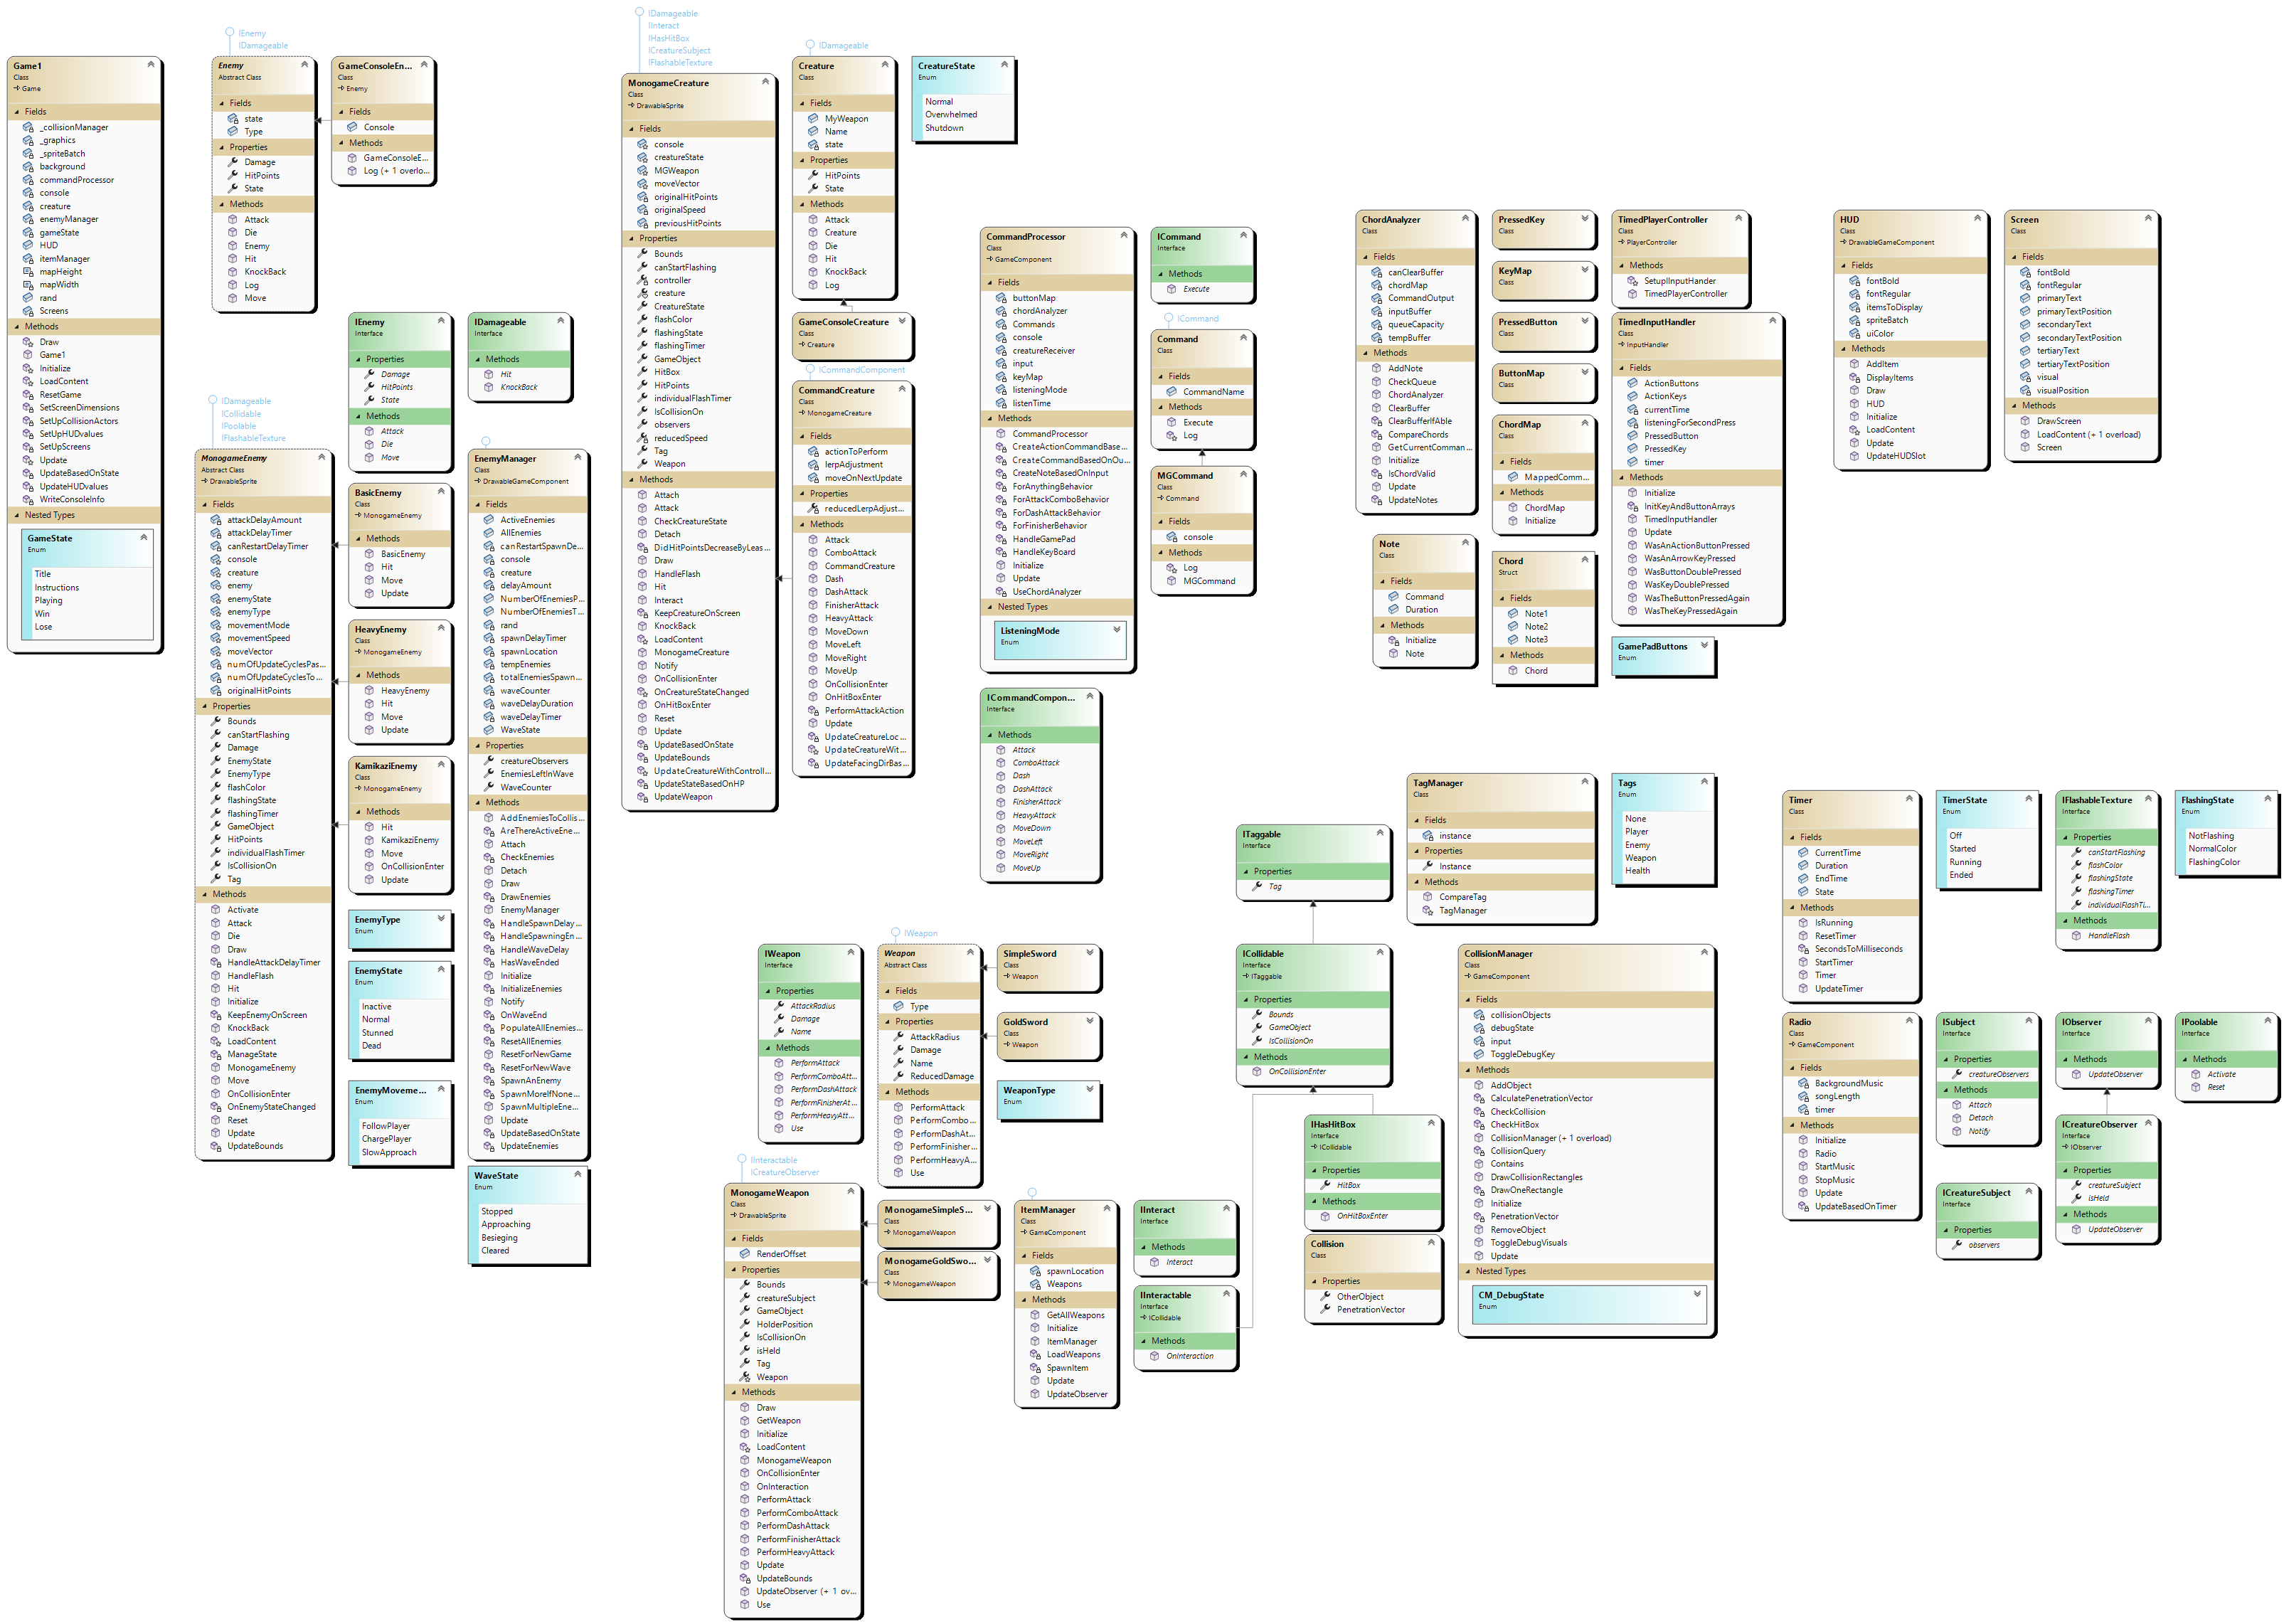 Game1
Class
Game
Fields
_collisionManager
_graphics
_spriteBatch
background
commandProcessor
console
creature
enemyManager
gameState
HUD
itemManager
mapHeight
mapWidth
rand
Screens
Methods
Draw
Game1
Initialize
LoadContent
ResetGame
SetScreenDimensions
SetUpCollisionActors
SetUpHUDvalues
SetUpScreens
Update
UpdateBasedOnState
UpdateHUDvalues
WriteConsoleInfo
Nested Types
GameState
Enum
Title
Instructions
Playing
Win
Lose
IEnemy
IDamageable
Enemy
Abstract Class
Fields
state
Type
Properties
Damage
HitPoints
State
Methods
Attack
Die
Enemy
Hit
KnockBack
Log
Move
GameConsoleEn...
Class
Enemy
Fields
Console
Methods
GameConsoleE...
Log (+ 1 overlo...
IEnemy
Interface
Properties
Damage
HitPoints
State
Methods
Attack
Die
Move
IDamageable
Interface
Methods
Hit
KnockBack
IDamageable
ICollidable
IPoolable
IFlashableTexture
MonogameEnemy
Abstract Class
DrawableSprite
Fields
attackDelayAmount
attackDelayTimer
canRestartDelayTimer
console
creature
enemy
enemyState
enemyType
movementMode
movementSpeed
moveVector
numOfUpdateCyclesPas...
numOfUpdateCyclesTo...
originalHitPoints
Properties
Bounds
canStartFlashing
Damage
EnemyState
EnemyType
flashColor
flashingState
flashingTimer
GameObject
HitPoints
individualFlashTimer
IsCollisionOn
Tag
Methods
Activate
Attack
Die
Draw
HandleAttackDelayTimer
HandleFlash
Hit
Initialize
KeepEnemyOnScreen
KnockBack
LoadContent
ManageState
MonogameEnemy
Move
OnCollisionEnter
OnEnemyStateChanged
Reset
Update
UpdateBounds
BasicEnemy
Class
MonogameEnemy
Methods
BasicEnemy
Hit
Move
Update
HeavyEnemy
Class
MonogameEnemy
Methods
HeavyEnemy
Hit
Move
Update
KamikaziEnemy
Class
MonogameEnemy
Methods
Hit
KamikaziEnemy
Move
OnCollisionEnter
Update
EnemyType
Enum
EnemyState
Enum
Inactive
Normal
Stunned
Dead
EnemyMoveme...
Enum
FollowPlayer
ChargePlayer
SlowApproach
EnemyManager
Class
DrawableGameComponent
Fields
ActiveEnemies
AllEnemies
canRestartSpawnDe...
console
creature
delayAmount
NumberOfEnemiesP...
NumberOfEnemiesT...
rand
spawnDelayTimer
spawnLocation
tempEnemies
totalEnemiesSpawn...
waveCounter
waveDelayDuration
waveDelayTimer
WaveState
Properties
creatureObservers
EnemiesLeftInWave
WaveCounter
Methods
AddEnemiesToCollis...
AreThereActiveEne...
Attach
CheckEnemies
Detach
Draw
DrawEnemies
EnemyManager
HandleSpawnDelay...
HandleSpawningEn...
HandleWaveDelay
HasWaveEnded
Initialize
InitializeEnemies
Notify
OnWaveEnd
PopulateAllEnemies...
ResetAllEnemies
ResetForNewGame
ResetForNewWave
SpawnAnEnemy
SpawnMoreIfNone...
SpawnMultipleEne...
Update
UpdateBasedOnState
UpdateEnemies
WaveState
Enum
Stopped
Approaching
Besieging
Cleared
IDamageable
IInteract
IHasHitBox
ICreatureSubject
IFlashableTexture
MonogameCreature
Class
DrawableSprite
Fields
console
creatureState
MGWeapon
moveVector
originalHitPoints
originalSpeed
previousHitPoints
Properties
Bounds
canStartFlashing
controller
creature
CreatureState
flashColor
flashingState
flashingTimer
GameObject
HitBox
HitPoints
individualFlashTimer
IsCollisionOn
observers
reducedSpeed
Tag
Weapon
Methods
Attach
Attack
CheckCreatureState
Detach
DidHitPointsDecreaseByLeas...
Draw
HandleFlash
Hit
Interact
KeepCreatureOnScreen
KnockBack
LoadContent
MonogameCreature
Notify
OnCollisionEnter
OnCreatureStateChanged
OnHitBoxEnter
Reset
Update
UpdateBasedOnState
UpdateBounds
UpdateCreatureWithControll...
UpdateStateBasedOnHP
UpdateWeapon
IDamageable
Creature
Class
Fields
MyWeapon
Name
state
Properties
HitPoints
State
Methods
Attack
Creature
Die
Hit
KnockBack
Log
GameConsoleCreature
Class
Creature
ICommandComponent
CommandCreature
Class
MonogameCreature
Fields
actionToPerform
lerpAdjustment
moveOnNextUpdate
Properties
reducedLerpAdjust...
Methods
Attack
ComboAttack
CommandCreature
Dash
DashAttack
FinisherAttack
HeavyAttack
MoveDown
MoveLeft
MoveRight
MoveUp
OnCollisionEnter
OnHitBoxEnter
PerformAttackAction
Update
UpdateCreatureLoc...
UpdateCreatureWit...
UpdateFacingDirBas...
CreatureState
Enum
Normal
Overwhelmed
Shutdown
CommandProcessor
Class
GameComponent
Fields
buttonMap
chordAnalyzer
Commands
console
creatureReceiver
input
keyMap
listeningMode
listenTime
Methods
CommandProcessor
CreateActionCommandBase...
CreateCommandBasedOnOu...
CreateNoteBasedOnInput
ForAnythingBehavior
ForAttackComboBehavior
ForDashAttackBehavior
ForFinisherBehavior
HandleGamePad
HandleKeyBoard
Initialize
Update
UseChordAnalyzer
Nested Types
ListeningMode
Enum
ICommandCompon...
Interface
Methods
Attack
ComboAttack
Dash
DashAttack
FinisherAttack
HeavyAttack
MoveDown
MoveLeft
MoveRight
MoveUp
ICommand
Interface
Methods
Execute
ICommand
Command
Class
Fields
CommandName
Methods
Execute
Log
MGCommand
Class
Command
Fields
console
Methods
Log
MGCommand
ChordAnalyzer
Class
Fields
canClearBuffer
chordMap
CommandOutput
inputBuffer
queueCapacity
tempBuffer
Methods
AddNote
CheckQueue
ChordAnalyzer
ClearBuffer
ClearBufferIfAble
CompareChords
GetCurrentComman...
Initialize
IsChordValid
Update
UpdateNotes
Note
Class
Fields
Command
Duration
Methods
Initialize
Note
PressedKey
Class
KeyMap
Class
PressedButton
Class
ButtonMap
Class
ChordMap
Class
Fields
MappedComm...
Methods
ChordMap
Initialize
Chord
Struct
Fields
Note1
Note2
Note3
Methods
Chord
TimedPlayerController
Class
PlayerController
Methods
SetupInputHander
TimedPlayerController
TimedInputHandler
Class
InputHandler
Fields
ActionButtons
ActionKeys
currentTime
listeningForSecondPress
PressedButton
PressedKey
timer
Methods
Initialize
InitKeyAndButtonArrays
TimedInputHandler
Update
WasAnActionButtonPressed
WasAnArrowKeyPressed
WasButtonDoublePressed
WasKeyDoublePressed
WasTheButtonPressedAgain
WasTheKeyPressedAgain
GamePadButtons
Enum
HUD
Class
DrawableGameComponent
Fields
fontBold
fontRegular
itemsToDisplay
spriteBatch
uiColor
Methods
AddItem
DisplayItems
Draw
HUD
Initialize
LoadContent
Update
UpdateHUDSlot
Screen
Class
Fields
fontBold
fontRegular
primaryText
primaryTextPosition
secondaryText
secondaryTextPosition
tertiaryText
tertiaryTextPosition
visual
visualPosition
Methods
DrawScreen
LoadContent (+ 1 overload)
Screen
IWeapon
Interface
Properties
AttackRadius
Damage
Name
Methods
PerformAttack
PerformComboAtt...
PerformDashAttack
PerformFinisherAt...
PerformHeavyAtt...
Use
IWeapon
Weapon
Abstract Class
Fields
Type
Properties
AttackRadius
Damage
Name
ReducedDamage
Methods
PerformAttack
PerformCombo...
PerformDashAt...
PerformFinisher...
PerformHeavyA...
Use
SimpleSword
Class
Weapon
GoldSword
Class
Weapon
WeaponType
Enum
IInteractable
ICreatureObserver
MonogameWeapon
Class
DrawableSprite
Fields
RenderOffset
Properties
Bounds
creatureSubject
GameObject
HolderPosition
IsCollisionOn
isHeld
Tag
Weapon
Methods
Draw
GetWeapon
Initialize
LoadContent
MonogameWeapon
OnCollisionEnter
OnInteraction
PerformAttack
PerformComboAttack
PerformDashAttack
PerformFinisherAttack
PerformHeavyAttack
Update
UpdateBounds
UpdateObserver (+ 1 ov...
Use
MonogameSimpleS...
Class
MonogameWeapon
MonogameGoldSwo...
Class
MonogameWeapon
ItemManager
Class
GameComponent
Fields
spawnLocation
Weapons
Methods
GetAllWeapons
Initialize
ItemManager
LoadWeapons
SpawnItem
Update
UpdateObserver
IInteract
Interface
Methods
Interact
IInteractable
Interface
ICollidable
Methods
OnInteraction
ITaggable
Interface
Properties
Tag
ICollidable
Interface
ITaggable
Properties
Bounds
GameObject
IsCollisionOn
Methods
OnCollisionEnter
IHasHitBox
Interface
ICollidable
Properties
HitBox
Methods
OnHitBoxEnter
Collision
Class
Properties
OtherObject
PenetrationVector
TagManager
Class
Fields
instance
Properties
Instance
Methods
CompareTag
TagManager
Tags
Enum
None
Player
Enemy
Weapon
Health
CollisionManager
Class
GameComponent
Fields
collisionObjects
debugState
input
ToggleDebugKey
Methods
AddObject
CalculatePenetrationVector
CheckCollision
CheckHitBox
CollisionManager (+ 1 overload)
CollisionQuery
Contains
DrawCollisionRectangles
DrawOneRectangle
Initialize
PenetrationVector
RemoveObject
ToggleDebugVisuals
Update
Nested Types
CM_DebugState
Enum
Timer
Class
Fields
CurrentTime
Duration
EndTime
State
Methods
IsRunning
ResetTimer
SecondsToMilliseconds
StartTimer
Timer
UpdateTimer
TimerState
Enum
Off
Started
Running
Ended
IFlashableTexture
Interface
Properties
canStartFlashing
flashColor
flashingState
flashingTimer
individualFlashTi...
Methods
HandleFlash
FlashingState
Enum
NotFlashing
NormalColor
FlashingColor
Radio
Class
GameComponent
Fields
BackgroundMusic
songLength
timer
Methods
Initialize
Radio
StartMusic
StopMusic
Update
UpdateBasedOnTimer
ISubject
Interface
Properties
creatureObservers
Methods
Attach
Detach
Notify
ICreatureSubject
Interface
Properties
observers
IObserver
Interface
Methods
UpdateObserver
ICreatureObserver
Interface
IObserver
Properties
creatureSubject
isHeld
Methods
UpdateObserver
IPoolable
Interface
Methods
Activate
Reset